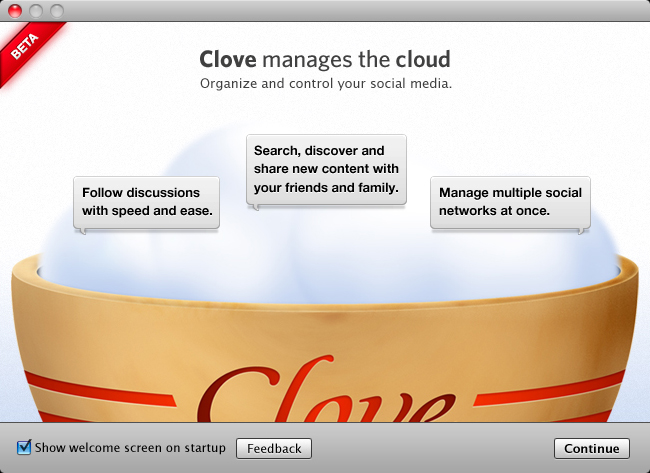 BETA
Clove manages the cloud
Organize and control your social media.
Search, discover and
share new content with
your friends and family.
Follow discussions
with speed and ease.
Manage multiple social
networks at once.
Clove
Show welcome screen on startup
Feedback
Continue